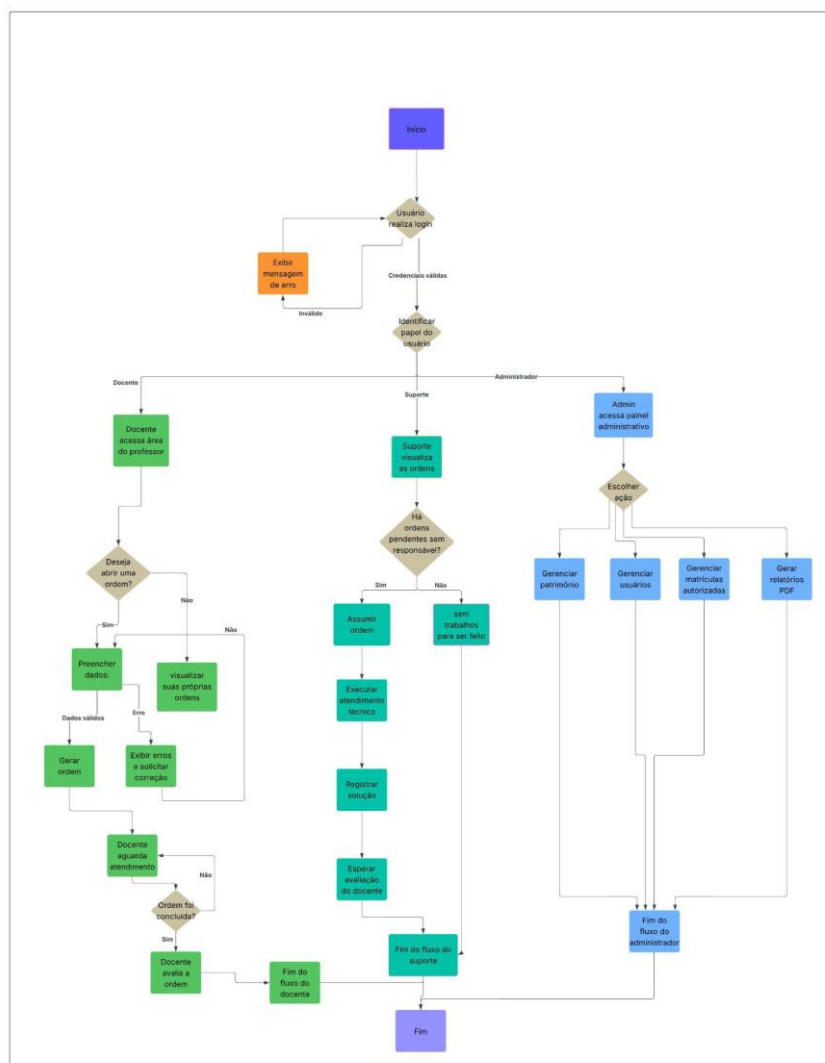 Início
Usuário
realiza login
Exibir
mensagem
de erro
Credenciais válidas
Inválido
Identificar
papel do
usuário
Docente
Suporte
Administrador
Docente
acessa área
do professor
Suporte
visualiza
as ordens
Admin
acessa painel
administrativo
Escolher
ação
Há
ordens
pendentes sem
responsável?
Deseja
abrir uma
ordem?
Gerenciar
patrimônio
Gerenciar
usuários
Gerenciar
matrículas
autorizadas
Gerar
relatórios
PDF
Sim
Não
Não
Sim
Não
Assumir
ordem
sem
trabalhos
para ser feito
Preencher
dados:
visualizar
suas próprias
ordens
Executar
atendimento
técnico
Dados válidos
Erro
Gerar
ordem
Exibir erros
e solicitar
correção
Registrar
solução
Docente
aguarda
atendimento
Não
Esperar
avaliação
do docente
Ordem foi
concluída?
Sim
Fim do fluxo do
suporte
Fim
do fluxo do
administrador
Docente
avalia a
ordem
Fim do
fluxo do
docente
Fim